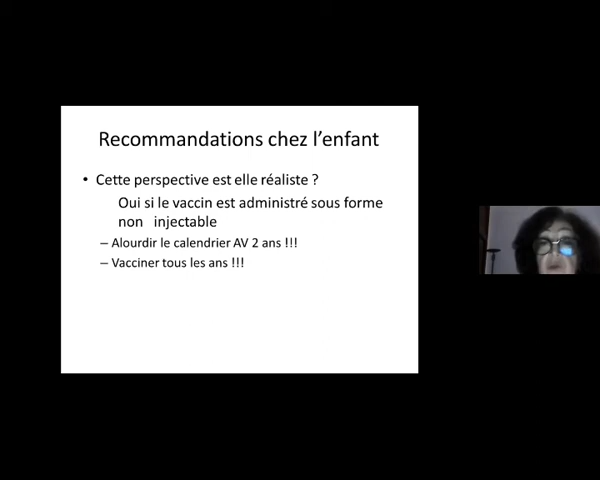 Recommandations chez l'enfant
• Cette perspective est elle réaliste ?
Oui si le vaccin est administré sous forme
non injectable
– Alourdir le calendrier AV 2 ans !!!
– Vacciner tous les ans !!!